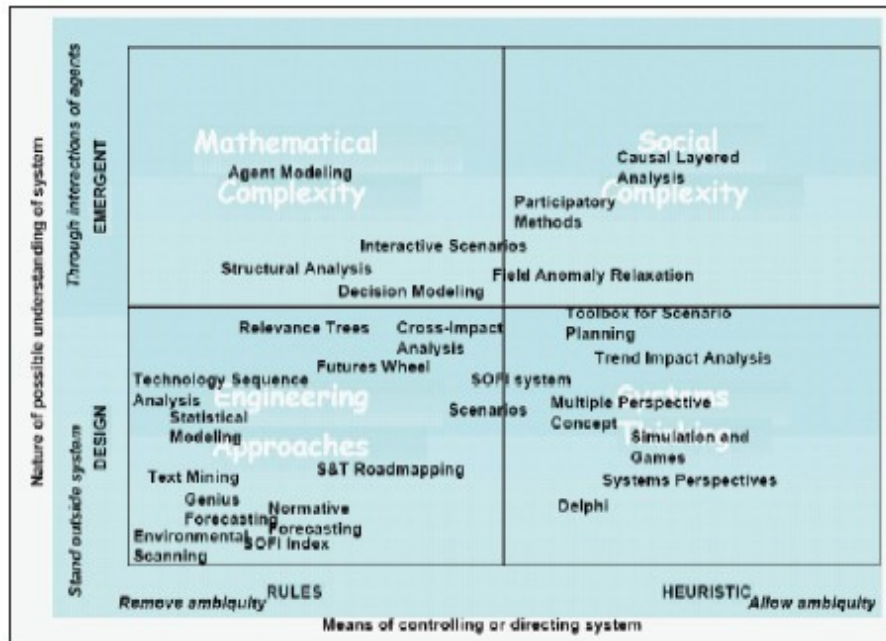 Nature of possible understanding of system
Through interactions of agents
EMERGENT
Stand outside system
DESIGN
Mathematical
Complexity
Agent Modeling
Interactive Scenarios
Structural Analysis
Decision Modeling
Social
Complexity
Causal Layered
Analysis
Participatory
Methods
Field Anomaly Relaxation
Engineering
Approaches
Relevance Trees
Cross-Impact
Analysis
Futures Wheel
Technology Sequence
Analysis
Statistical
Modeling
Text Mining
S&T Roadmapping
Genius
Forecasting
Normative
Forecasting
Environmental
Scanning
SOFI Index
Systems
Thinking
Toolbox for Scenario
Planning
Trend Impact Analysis
SOFI system
Scenarios
Multiple Perspective
Concept
Simulation and
Games
Systems Perspectives
Delphi
Remove ambiquity
RULES
HEURISTIC
Allow ambiquity
Means of controlling or directing system